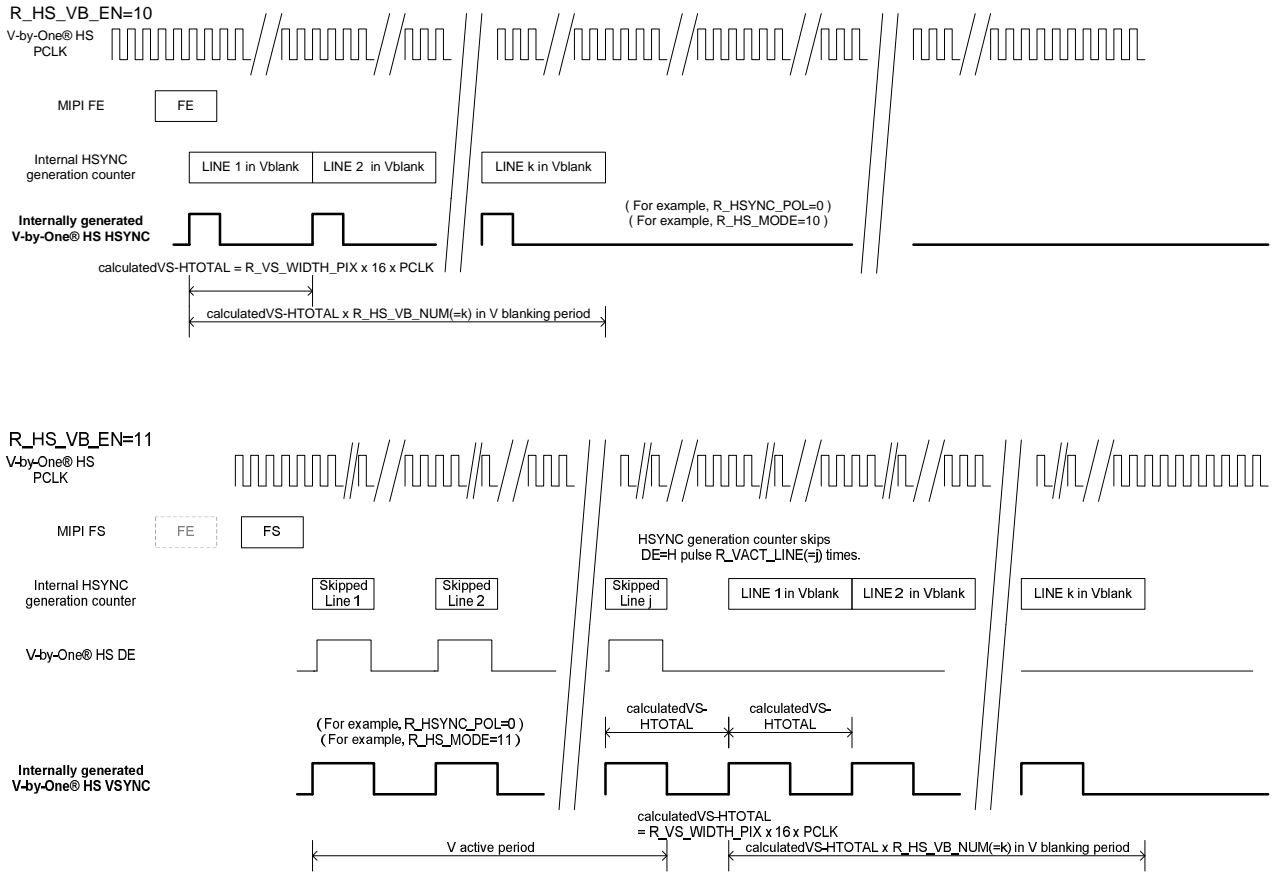 R_HS_VB_EN=10
V-by-One® HS
PCLK
MIPI FE
FE
Internal HSYNC
generation counter
LINE 1 in Vblank
LINE 2 in Vblank
LINE k in Vblank
Internally generated
V-by-One® HS HSYNC
( For example, R_HSYNC_POL=0 )
( For example, R_HS_MODE=10 )
calculatedVS-HTOTAL = R_VS_WIDTH_PIX x 16 x PCLK
calculatedVS-HTOTAL x R_HS_VB_NUM(=k) in V blanking period
R_HS_VB_EN=11
V-by-One® HS
PCLK
MIPI FS
FE
FS
HSYNC generation counter skips
DE=H pulse R_VACT_LINE(=j) times.
Internal HSYNC
generation counter
Skipped
Line 1
Skipped
Line 2
Skipped
Line j
LINE 1 in Vblank
LINE 2 in Vblank
LINE k in Vblank
V-by-One® HS DE
( For example, R_HSYNC_POL=0 )
( For example, R_HS_MODE=11 )
calculatedVS-
HTOTAL
calculatedVS-
HTOTAL
Internally generated
V-by-One® HS VSYNC
calculatedVS-HTOTAL
= R_VS_WIDTH_PIX x 16 x PCLK
V active period
calculatedVS-HTOTAL x R_HS_VB_NUM(=k) in V blanking period